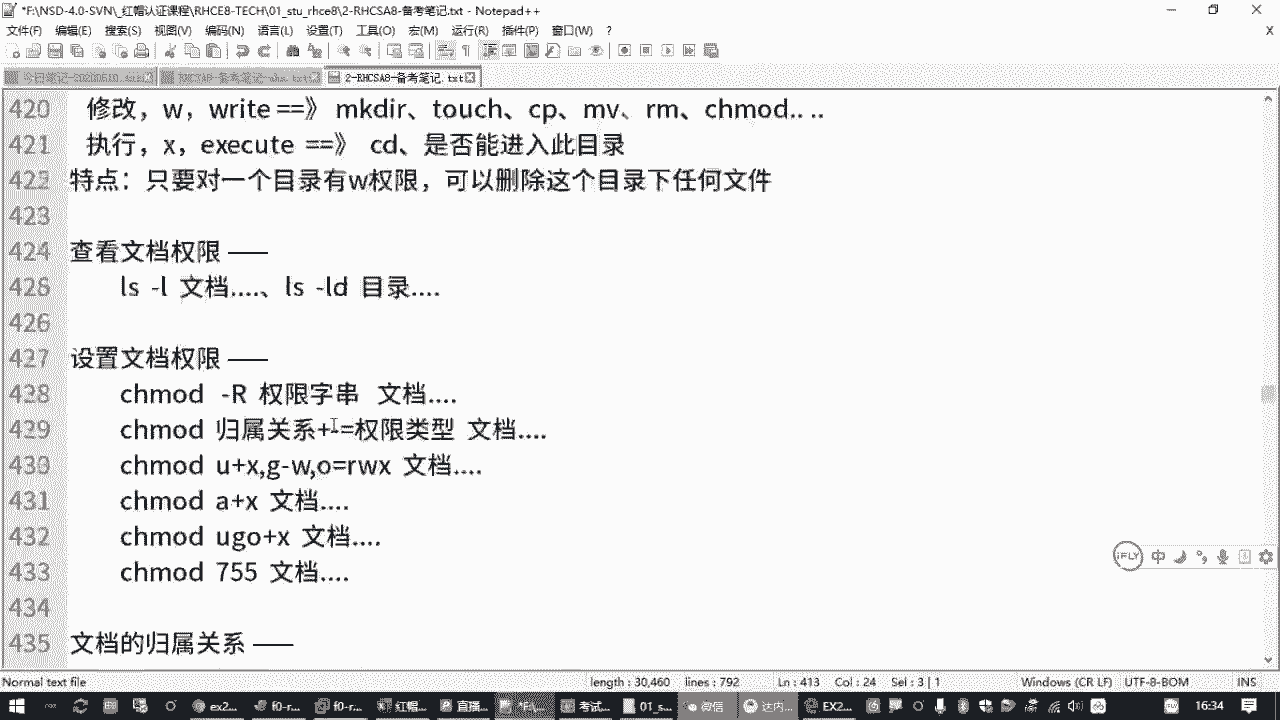 *F:\NSD-4.0-SVN\_红帽认证课程\RHCE8-TECH\01_stu_rhce8\2-RHCSA8-备考笔记.txt - Notepad++
文件(F) 编辑(E) 搜索(S) 视图(V) 编码(N) 语言(L) 设置(T) 工具(O) 宏(M) 运行(R) 插件(P) 窗口(W) ? X
2-RHCSA8-备考笔记.txt
420 修改，w，write ==》 mkdir、touch、cp、mv、rm、chmod.. ..
421 执行，x，execute ==》 cd、是否能进入此目录
422 特点：只要对一个目录有w权限，可以删除这个目录下任何文件
423
424 查看文档权限 ——
425 ls -l 文档....、ls -ld 目录....
426
427 设置文档权限 ——
428 chmod -R 权限字串 文档....
429 chmod 归属关系+-=权限类型 文档....
430 chmod u+x,g-w,o=rwx 文档....
431 chmod a+x 文档....
432 chmod ugo+x 文档....
433 chmod 755 文档....
434
435 文档的归属关系 ——
iFLY 中
Normal text file length : 30,460 lines : 792 Ln : 413 Col : 24 Sel : 3 | 1 Windows (CR LF) UTF-8-BOM INS
ex2... f0-r... f0-r... 红帽... 直播... *F:\... 考试... 01_s... 微信 达内... EX2... 16:34